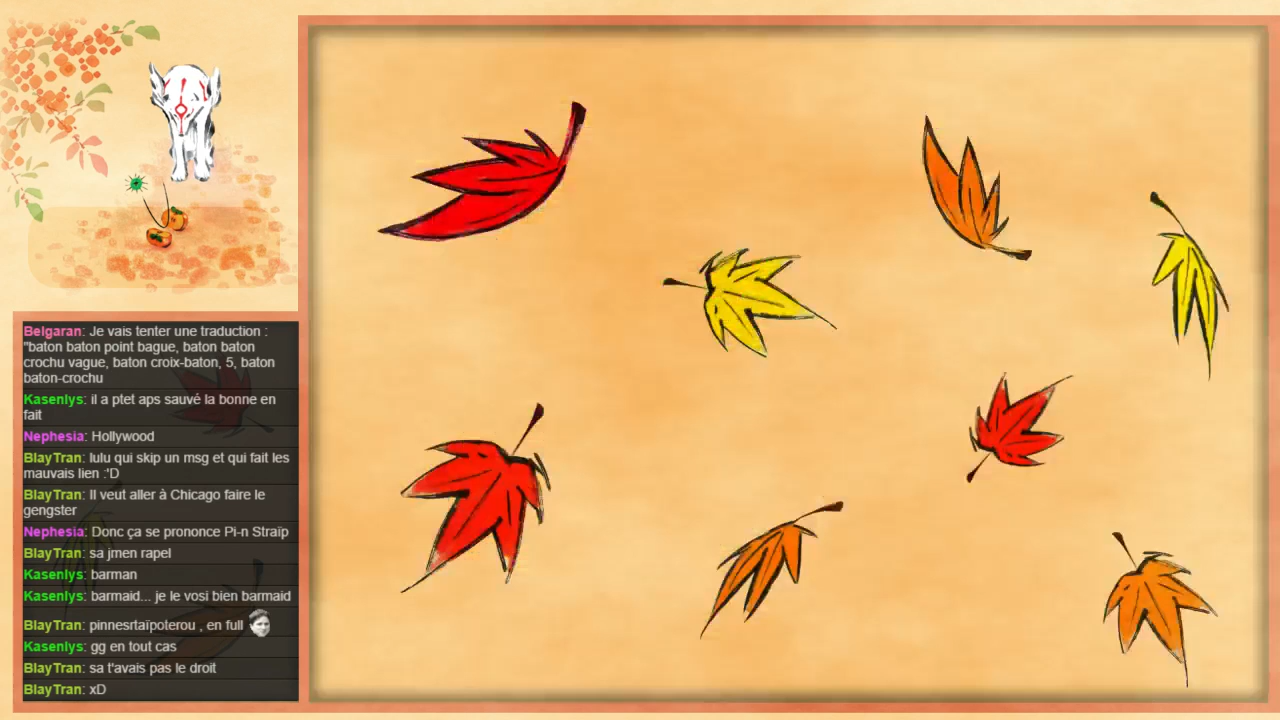 Belgaran: Je vais tenter une traduction :
"baton baton point bague, baton baton
crochu vague, baton croix-baton, 5, baton
baton-crochu
Kasenlys: il a ptet aps sauvé la bonne en
fait
Nephesia: Hollywood
BlayTran: lulu qui skip un msg et qui fait les
mauvais lien :'D
BlayTran: Il veut aller à Chicago faire le
gengster
Nephesia: Donc ça se prononce Pi-n Straïp
BlayTran: sa jmen rapel
Kasenlys: barman
Kasenlys: barmaid... je le vosi bien barmaid
BlayTran: pinnesrtaïpoterou , en full
Kasenlys: gg en tout cas
BlayTran: sa t'avais pas le droit
BlayTran: xD